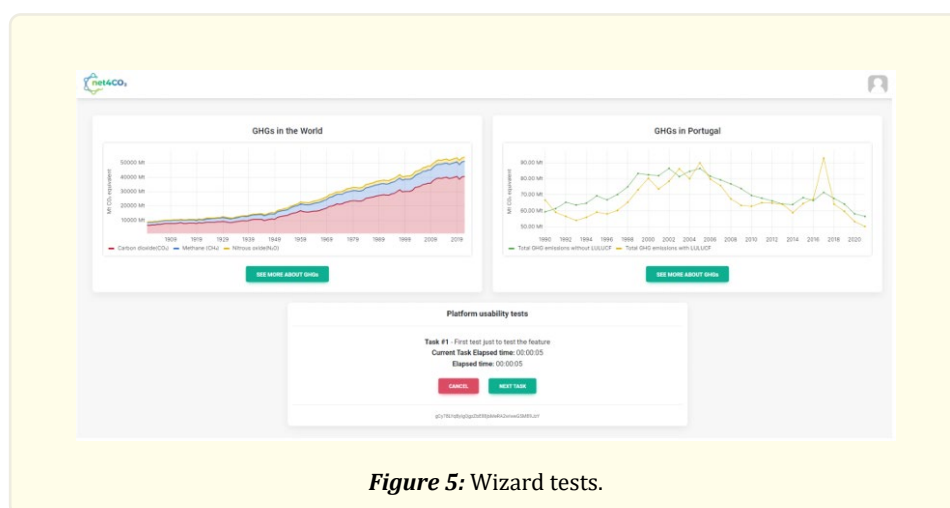 net4CO₂
GHGs in the World
Mt CO₂ equivalent
50000 Mt
40000 Mt
30000 Mt
20000 Mt
10000 Mt
1909 1919 1929 1939 1949 1959 1969 1979 1989 1999 2009 2019
Carbon dioxide(CO₂) Methane (CH₄) Nitrous oxide(N₂O)
SEE MORE ABOUT GHGs
GHGs in Portugal
Mt CO₂ equivalent
90.00 Mt
80.00 Mt
70.00 Mt
60.00 Mt
50.00 Mt
1990 1992 1994 1996 1998 2000 2002 2004 2006 2008 2010 2012 2014 2016 2018 2020
Total GHG emissions without LULUCF Total GHG emissions with LULUCF
SEE MORE ABOUT GHGs
Platform usability tests
Task #1 - First test just to test the feature
Current Task Elapsed time: 00:00:05
Elapsed time: 00:00:05
CANCEL NEXT TASK
Figure 5: Wizard tests.